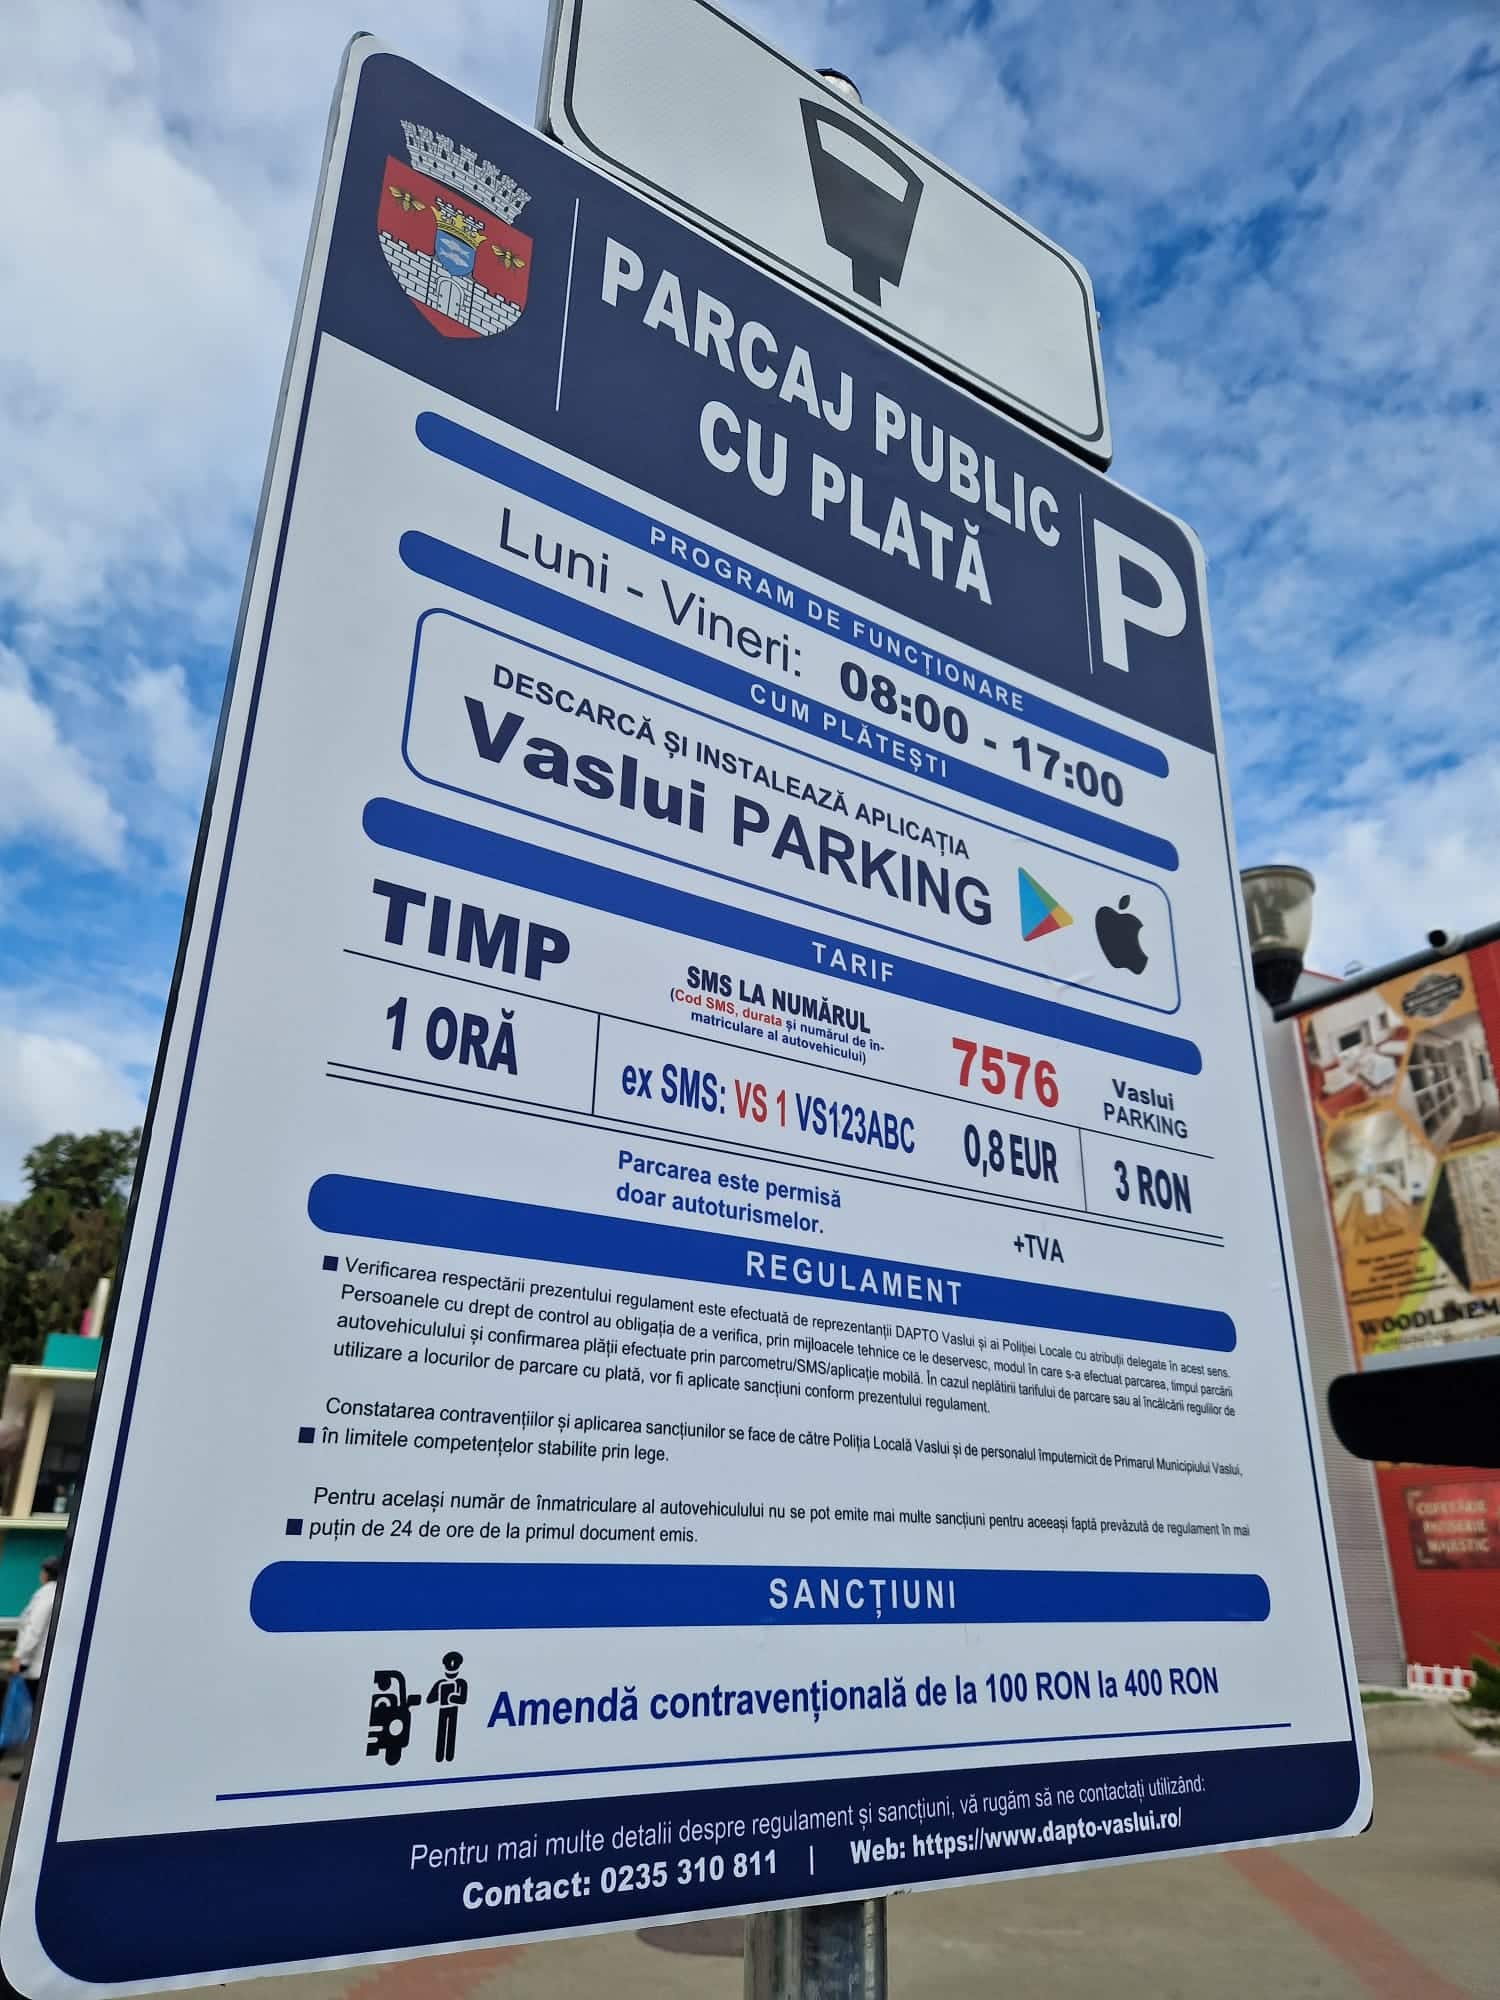 PARCAJ PUBLIC
CU PLATĂ
P
PROGRAM DE FUNCȚIONARE
Luni - Vineri: 08:00 - 17:00
CUM PLĂTEȘTI
DESCARCĂ ȘI INSTALEAZĂ APLICAȚIA
Vaslui PARKING
TARIF
TIMP
SMS LA NUMĂRUL
(Cod SMS, durata și numărul de în-
matriculare al autovehicului)
7576
Vaslui
PARKING
1 ORĂ
ex SMS: VS 1 VS123ABC
0,8 EUR
3 RON
Parcarea este permisă
doar autoturismelor.
+TVA
REGULAMENT
Verificarea respectării prezentului regulament este efectuată de reprezentanții DAPTO Vaslui și ai Poliției Locale cu atribuții delegate în acest sens.
Persoanele cu drept de control au obligația de a verifica, prin mijloacele tehnice ce le deservesc, modul în care s-a efectuat parcarea, timpul parcării
autovehiculului și confirmarea plății efectuate prin parcometru/SMS/aplicație mobilă. În cazul neplătirii tarifului de parcare sau al încălcării regulilor de
utilizare a locurilor de parcare cu plată, vor fi aplicate sancțiuni conform prezentului regulament.
Constatarea contravențiilor și aplicarea sancțiunilor se face de către Poliția Locală Vaslui și de personalul împuternicit de Primarul Municipiului Vaslui,
în limitele competențelor stabilite prin lege.
Pentru același număr de înmatriculare al autovehiculului nu se pot emite mai multe sancțiuni pentru aceeași faptă prevăzută de regulament în mai
puțin de 24 de ore de la primul document emis.
SANCȚIUNI
Amendă contravențională de la 100 RON la 400 RON
Pentru mai multe detalii despre regulament și sancțiuni, vă rugăm să ne contactați utilizând:
Contact: 0235 310 811 | Web: https://www.dapto-vaslui.ro/
WOODLINEM
COFETĂRIE
PATISERIE
MAJESTIC